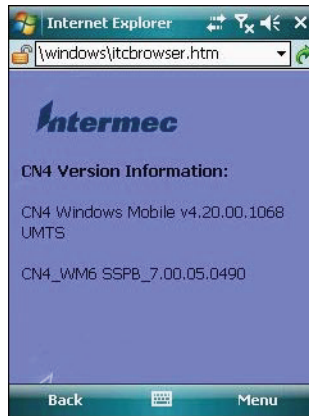 Internet Explorer
\windows\itcbrowser.htm
Intermec
CN4 Version Information:
CN4 Windows Mobile v4.20.00.1068
UMTS
CN4_WM6 SSPB_7.00.05.0490
Back Menu